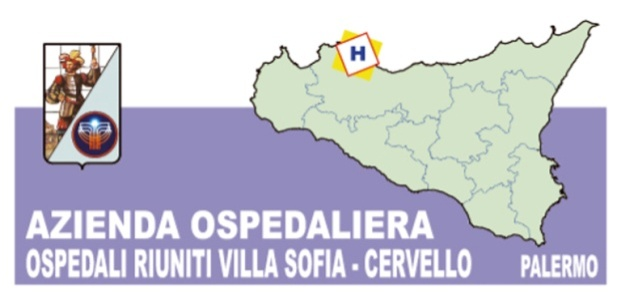 H
AZIENDA OSPEDALIERA
OSPEDALI RIUNITI VILLA SOFIA - CERVELLO PALERMO